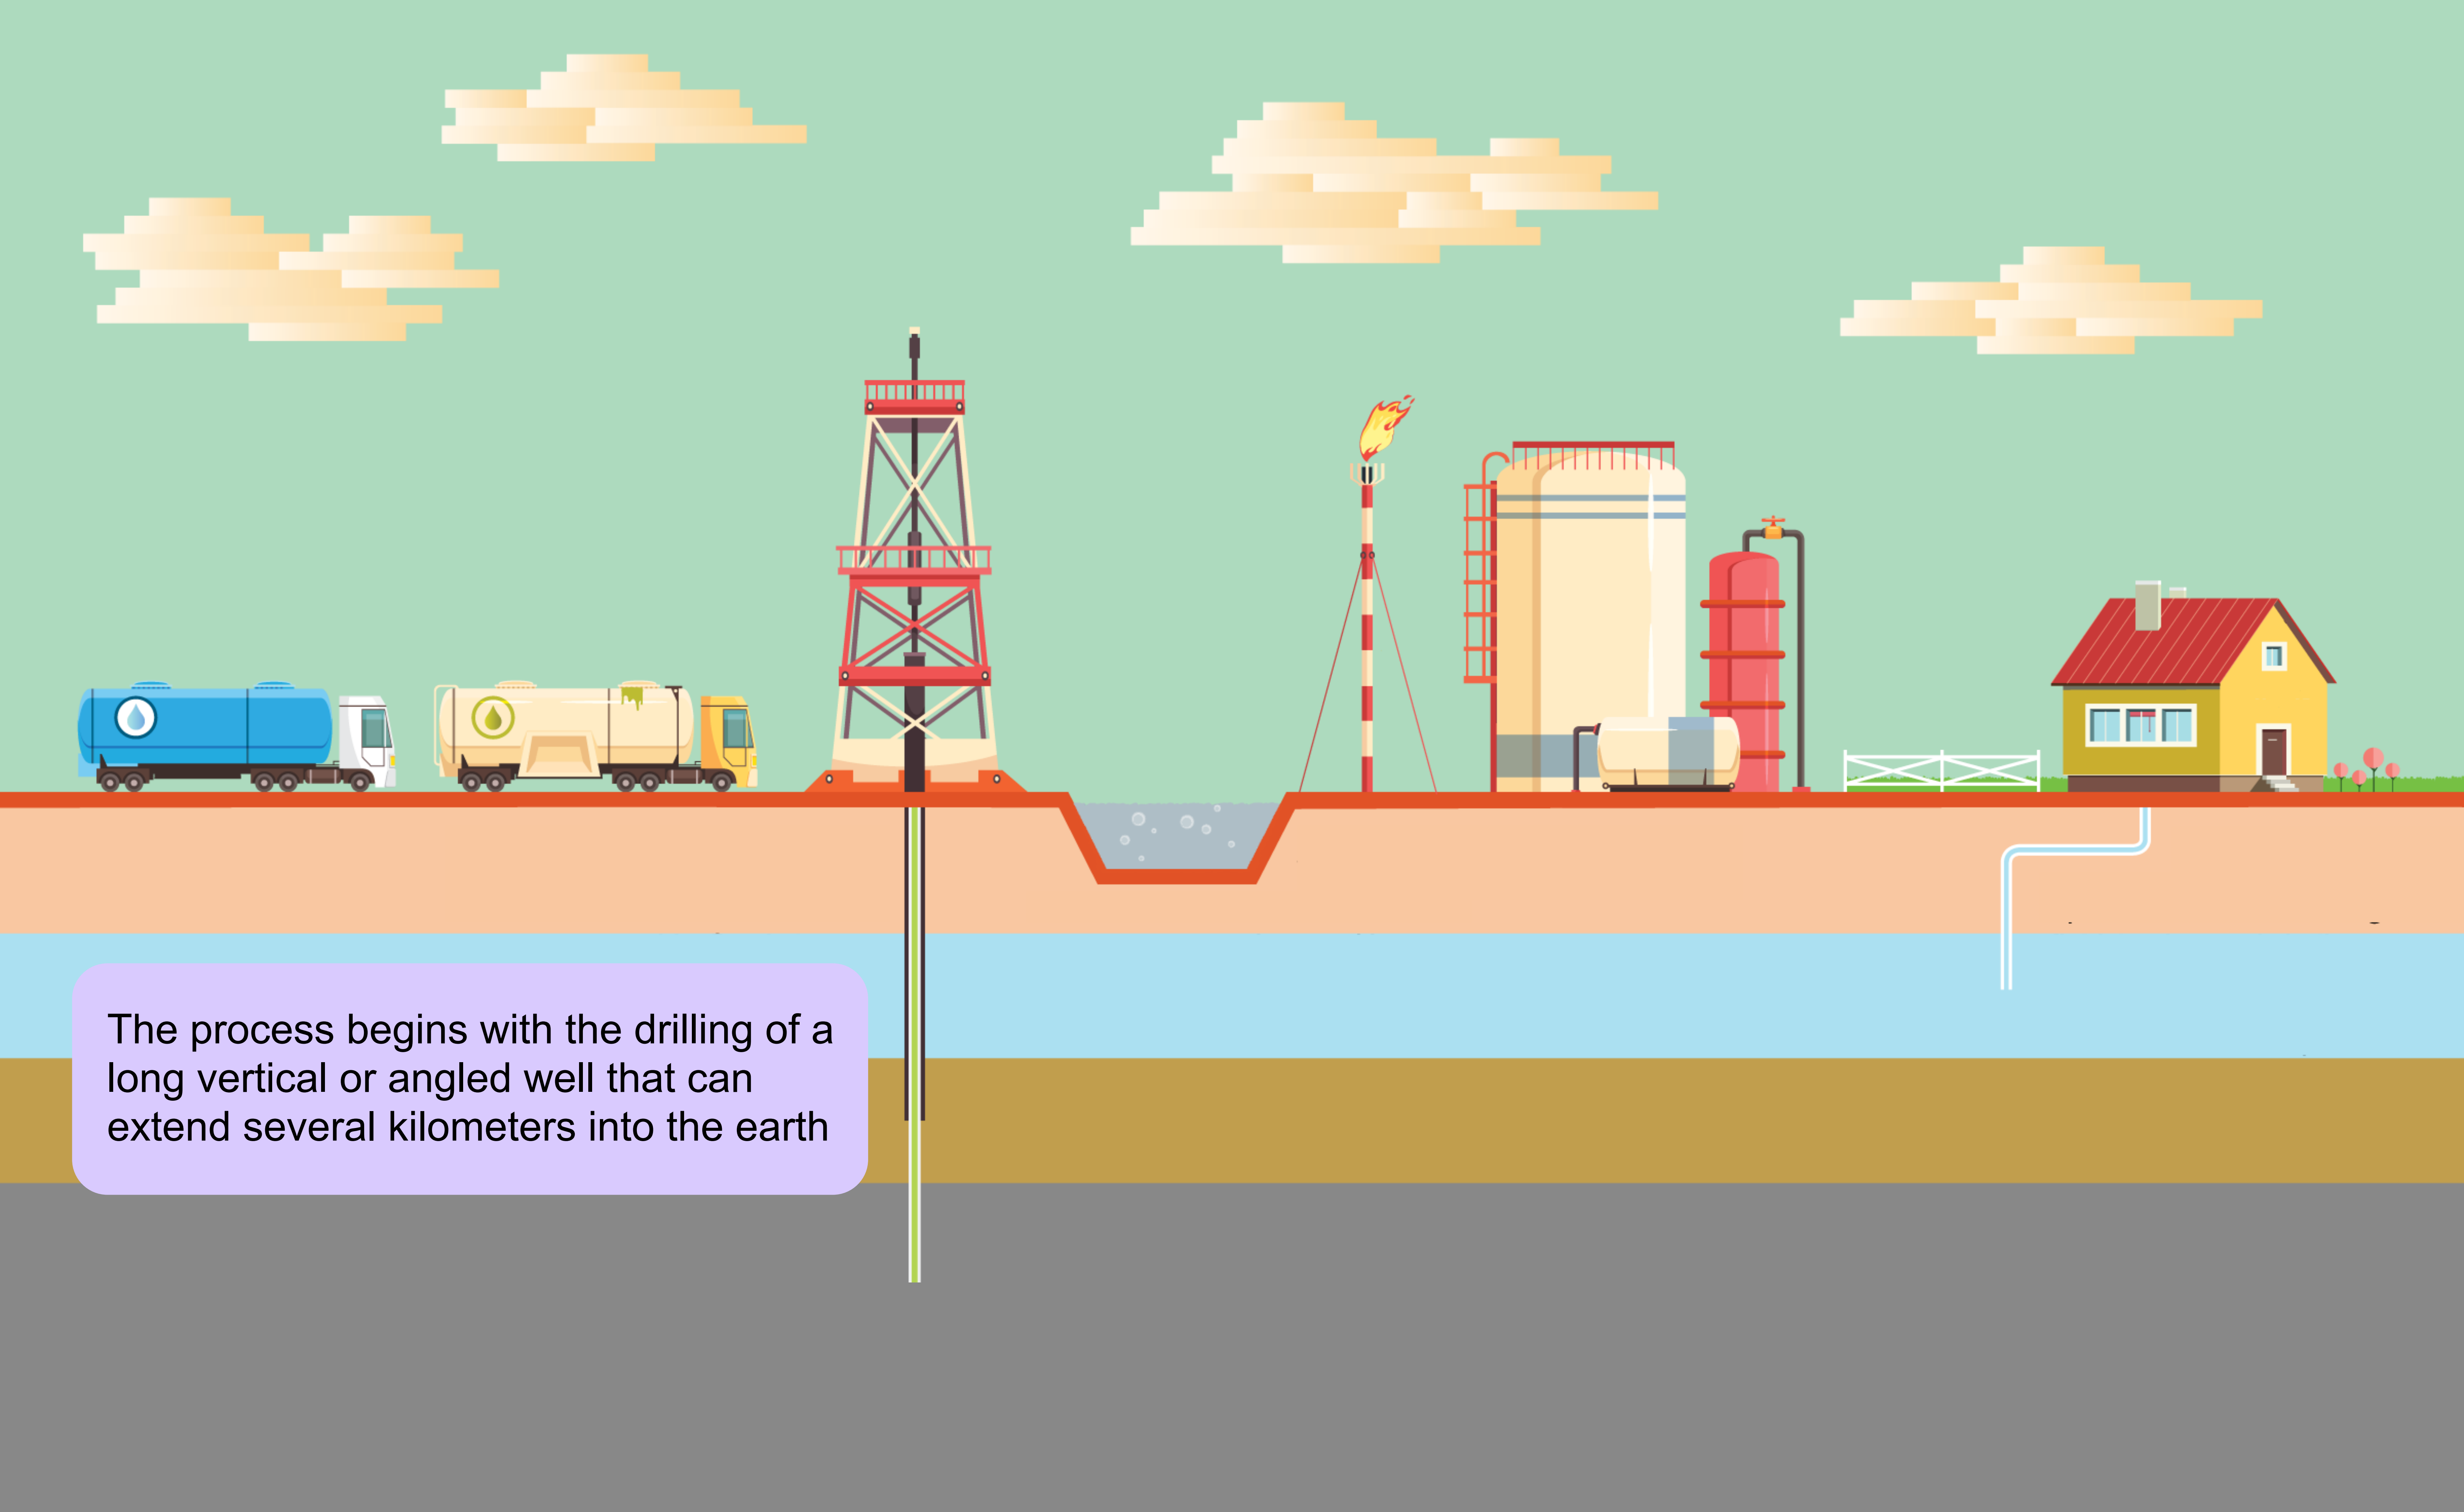 The process begins with the drilling of a
long vertical or angled well that can
extend several kilometers into the earth